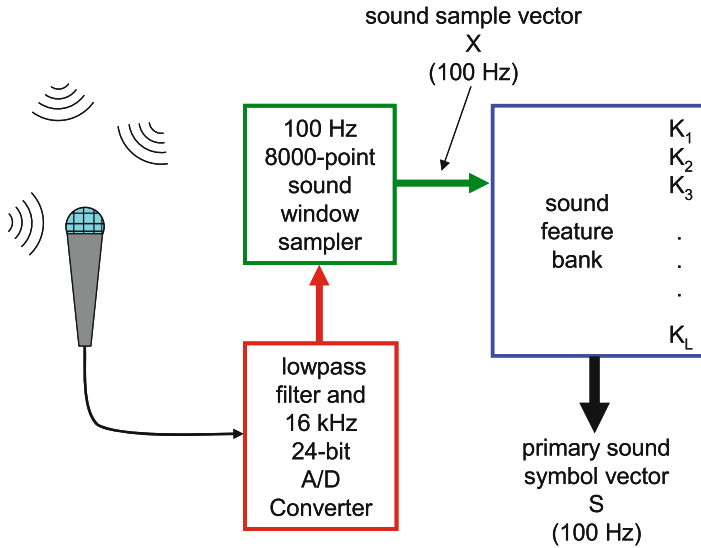 sound sample vector
X
(100 Hz)
100 Hz
8000-point
sound
window
sampler
K1
K2
K3
.
.
.
KL
sound
feature
bank
lowpass
filter and
16 kHz
24-bit
A/D
Converter
primary sound
symbol vector
S
(100 Hz)